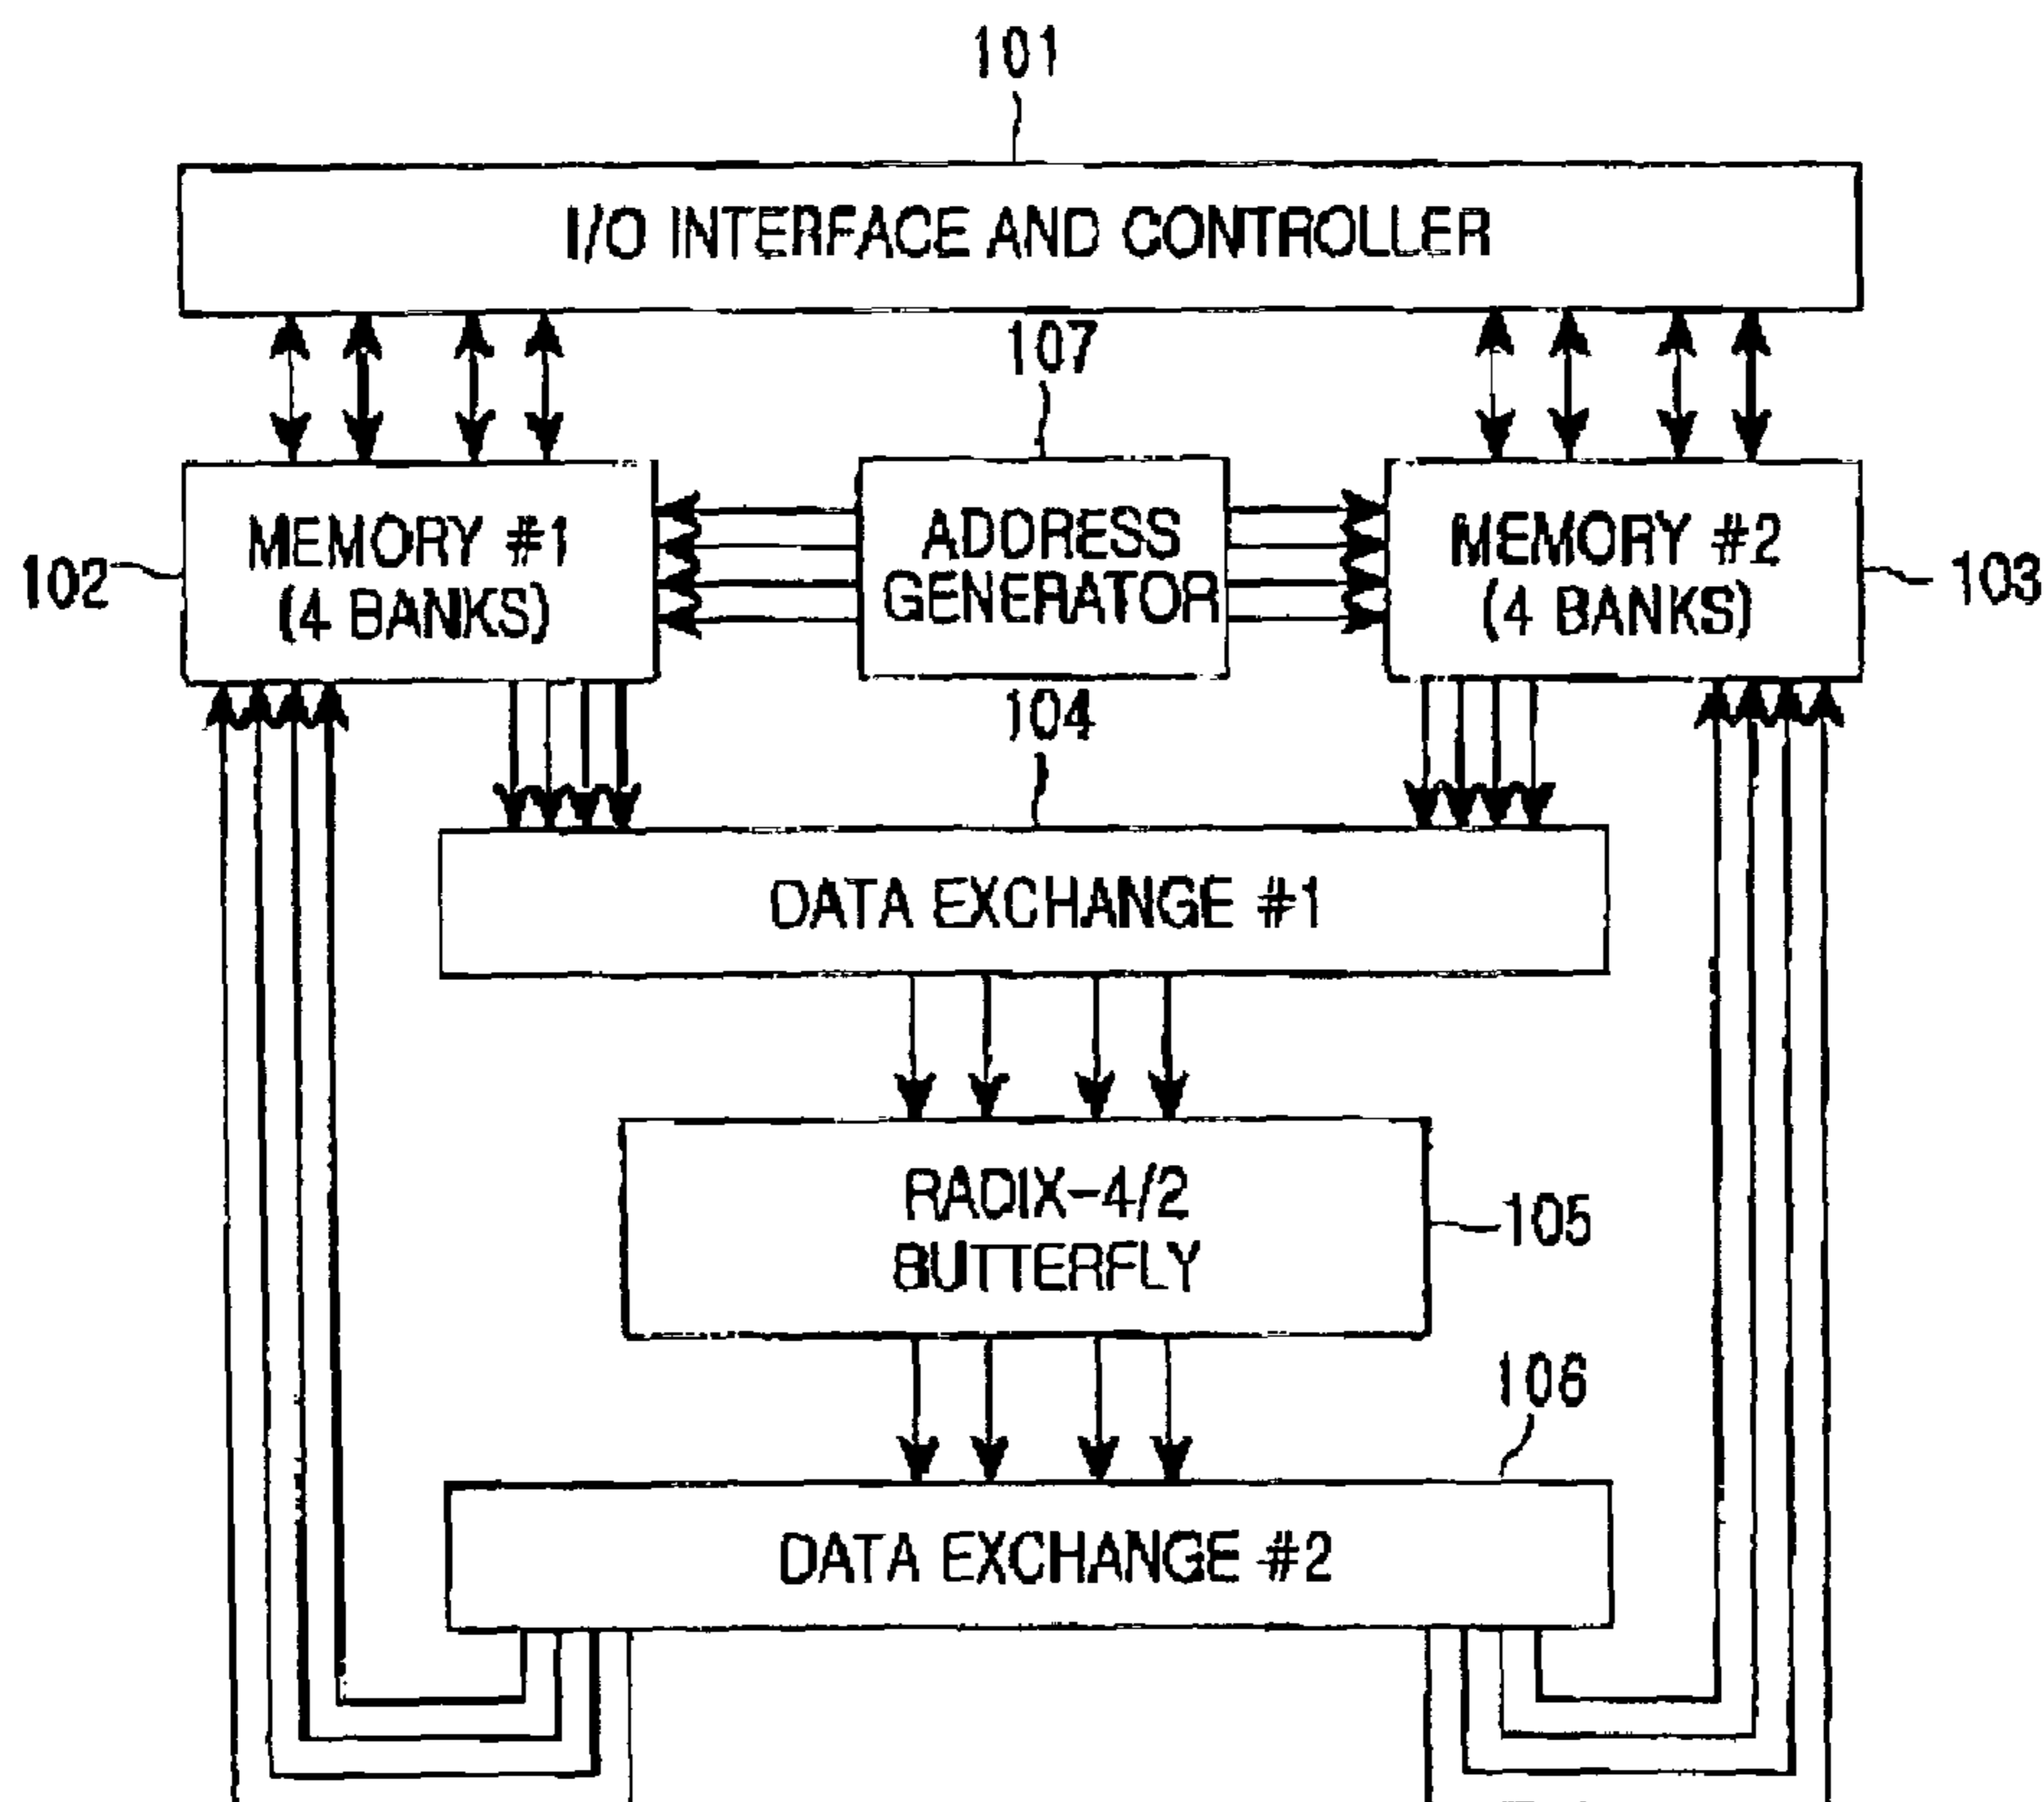 101
I/O INTERFACE AND CONTROLLER
107
102
MEMORY #1
(4 BANKS)
ADDRESS
GENERATOR
MEMORY #2
(4 BANKS)
103
104
DATA EXCHANGE #1
RADIX-4/2
BUTTERFLY
105
106
DATA EXCHANGE #2